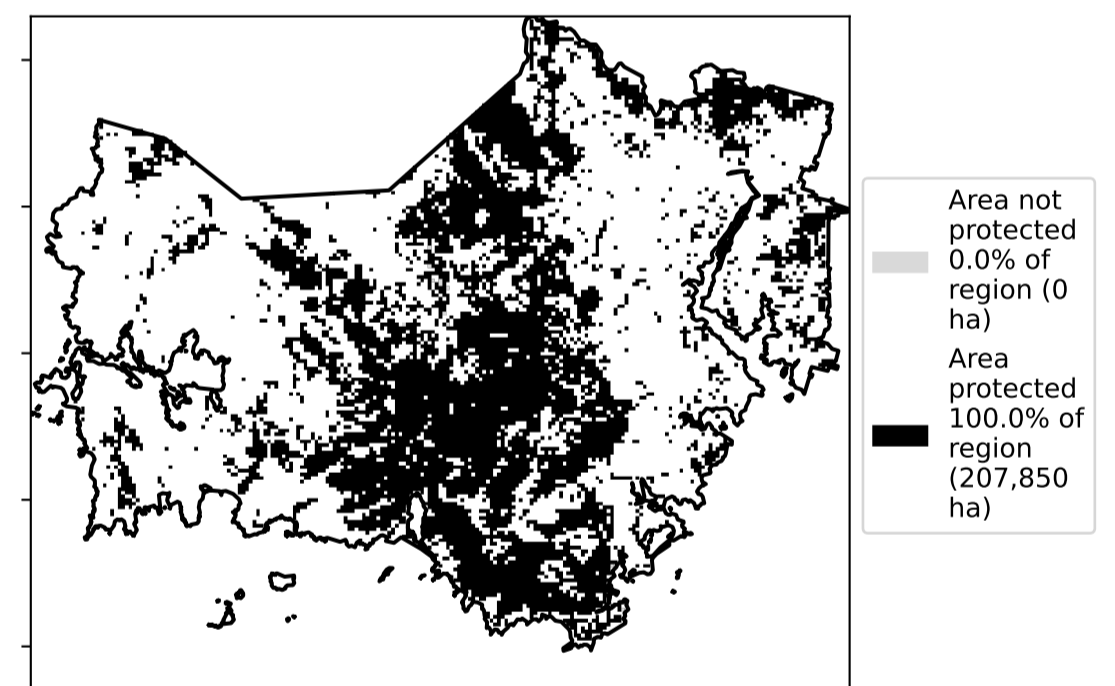 Area not
protected
0.0% of
region (0
ha)
Area
protected
100.0% of
region
(207,850
ha)